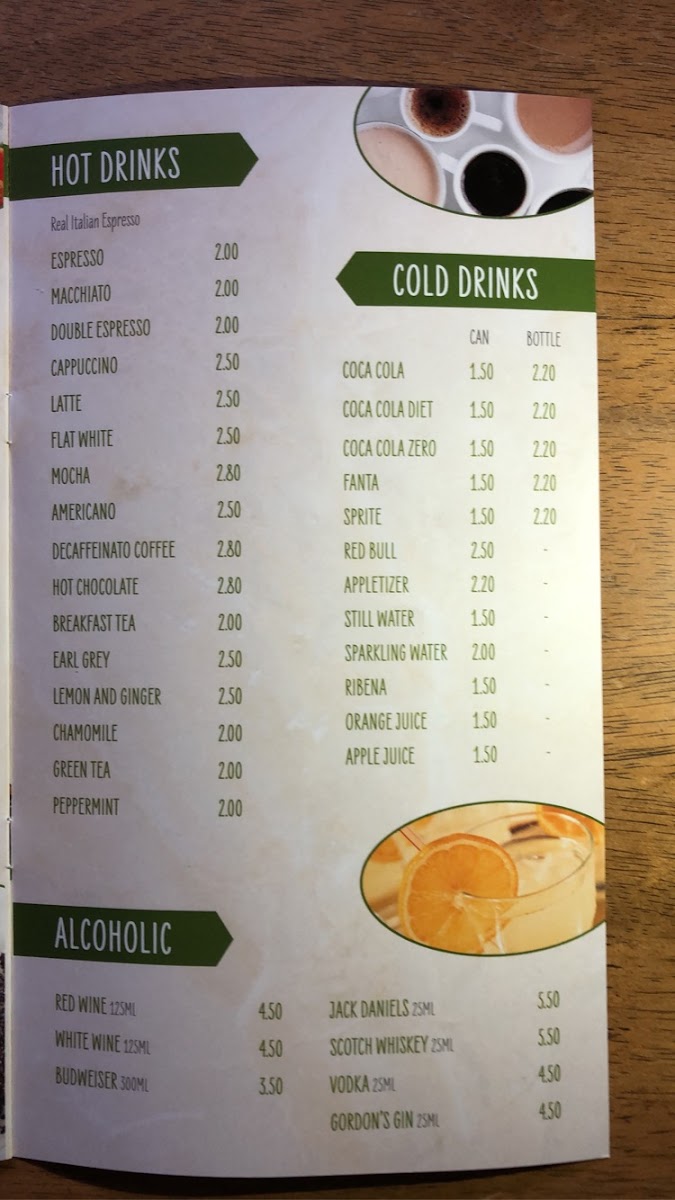 HOT DRINKS
Real Italian Espresso
ESPRESSO 2.00
MACCHIATO 2.00
DOUBLE ESPRESSO 2.00
CAPPUCCINO 2.50
LATTE 2.50
FLAT WHITE 2.50
MOCHA 2.80
AMERICANO 2.50
DECAFFEINATO COFFEE 2.80
HOT CHOCOLATE 2.80
BREAKFAST TEA 2.00
EARL GREY 2.50
LEMON AND GINGER 2.50
CHAMOMILE 2.00
GREEN TEA 2.00
PEPPERMINT 2.00
COLD DRINKS
CAN BOTTLE
COCA COLA 1.50 2.20
COCA COLA DIET 1.50 2.20
COCA COLA ZERO 1.50 2.20
FANTA 1.50 2.20
SPRITE 1.50 2.20
RED BULL 2.50 -
APPLETIZER 2.20 -
STILL WATER 1.50 -
SPARKLING WATER 2.00 -
RIBENA 1.50 -
ORANGE JUICE 1.50 -
APPLE JUICE 1.50 -
ALCOHOLIC
RED WINE 125ML 4.50
WHITE WINE 125ML 4.50
BUDWEISER 300ML 3.50
JACK DANIELS 25ML 5.50
SCOTCH WHISKEY 25ML 5.50
VODKA 25ML 4.50
GORDON'S GIN 25ML 4.50